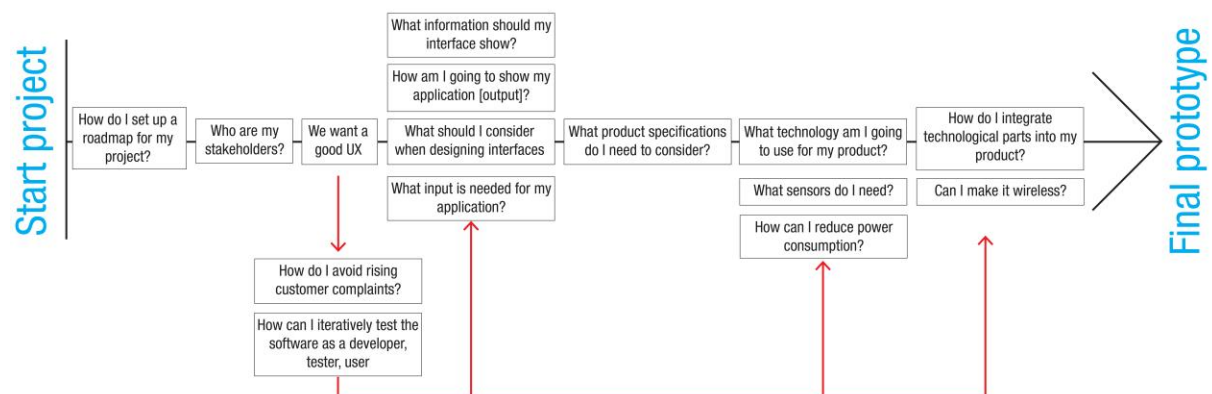 Start project
How do I set up a
roadmap for my
project?
Who are my
stakeholders?
We want a
good UX
What information should my
interface show?
How am I going to show my
application [output]?
What should I consider
when designing interfaces
What input is needed for my
application?
What product specifications
do I need to consider?
What technology am I going
to use for my product?
What sensors do I need?
How can I reduce power
consumption?
How do I integrate
technological parts into my
product?
Can I make it wireless?
Final prototype
How do I avoid rising
customer complaints?
How can I iteratively test the
software as a developer,
tester, user